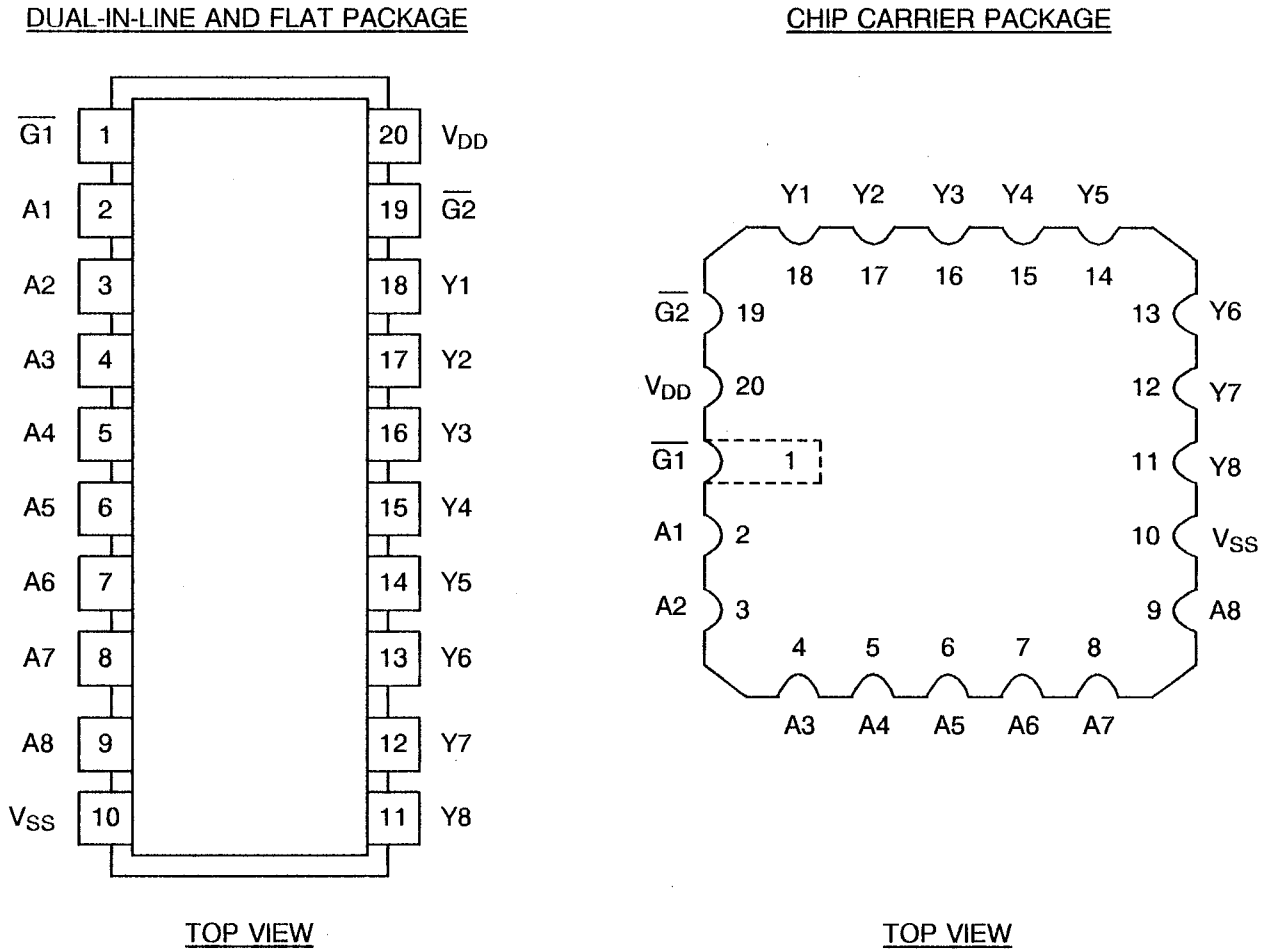 DUAL-IN-LINE AND FLAT PACKAGE
G̅1̅ 1 20 VDD
A1 2 19 G̅2̅
A2 3 18 Y1
A3 4 17 Y2
A4 5 16 Y3
A5 6 15 Y4
A6 7 14 Y5
A7 8 13 Y6
A8 9 12 Y7
VSS 10 11 Y8
TOP VIEW
CHIP CARRIER PACKAGE
Y1 Y2 Y3 Y4 Y5
18 17 16 15 14
G̅2̅ 19 13 Y6
VDD 20 12 Y7
G̅1̅ 1 11 Y8
A1 2 10 VSS
A2 3 9 A8
4 5 6 7 8
A3 A4 A5 A6 A7
TOP VIEW